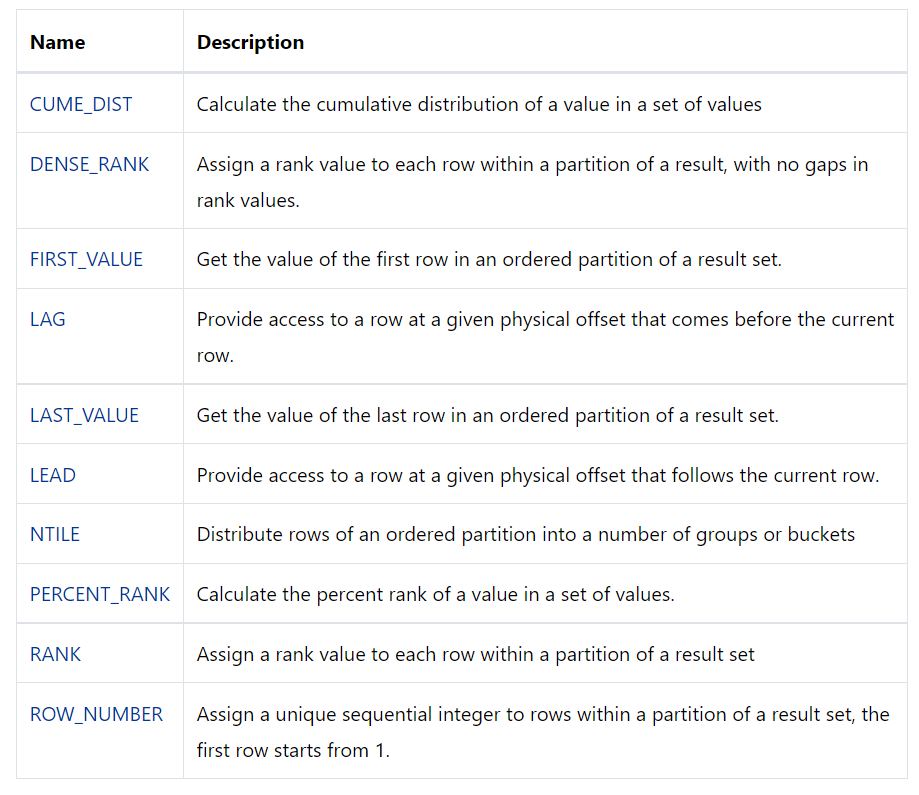 Name Description
CUME_DIST Calculate the cumulative distribution of a value in a set of values
DENSE_RANK Assign a rank value to each row within a partition of a result, with no gaps in
rank values.
FIRST_VALUE Get the value of the first row in an ordered partition of a result set.
LAG Provide access to a row at a given physical offset that comes before the current
row.
LAST_VALUE Get the value of the last row in an ordered partition of a result set.
LEAD Provide access to a row at a given physical offset that follows the current row.
NTILE Distribute rows of an ordered partition into a number of groups or buckets
PERCENT_RANK Calculate the percent rank of a value in a set of values.
RANK Assign a rank value to each row within a partition of a result set
ROW_NUMBER Assign a unique sequential integer to rows within a partition of a result set, the
first row starts from 1.